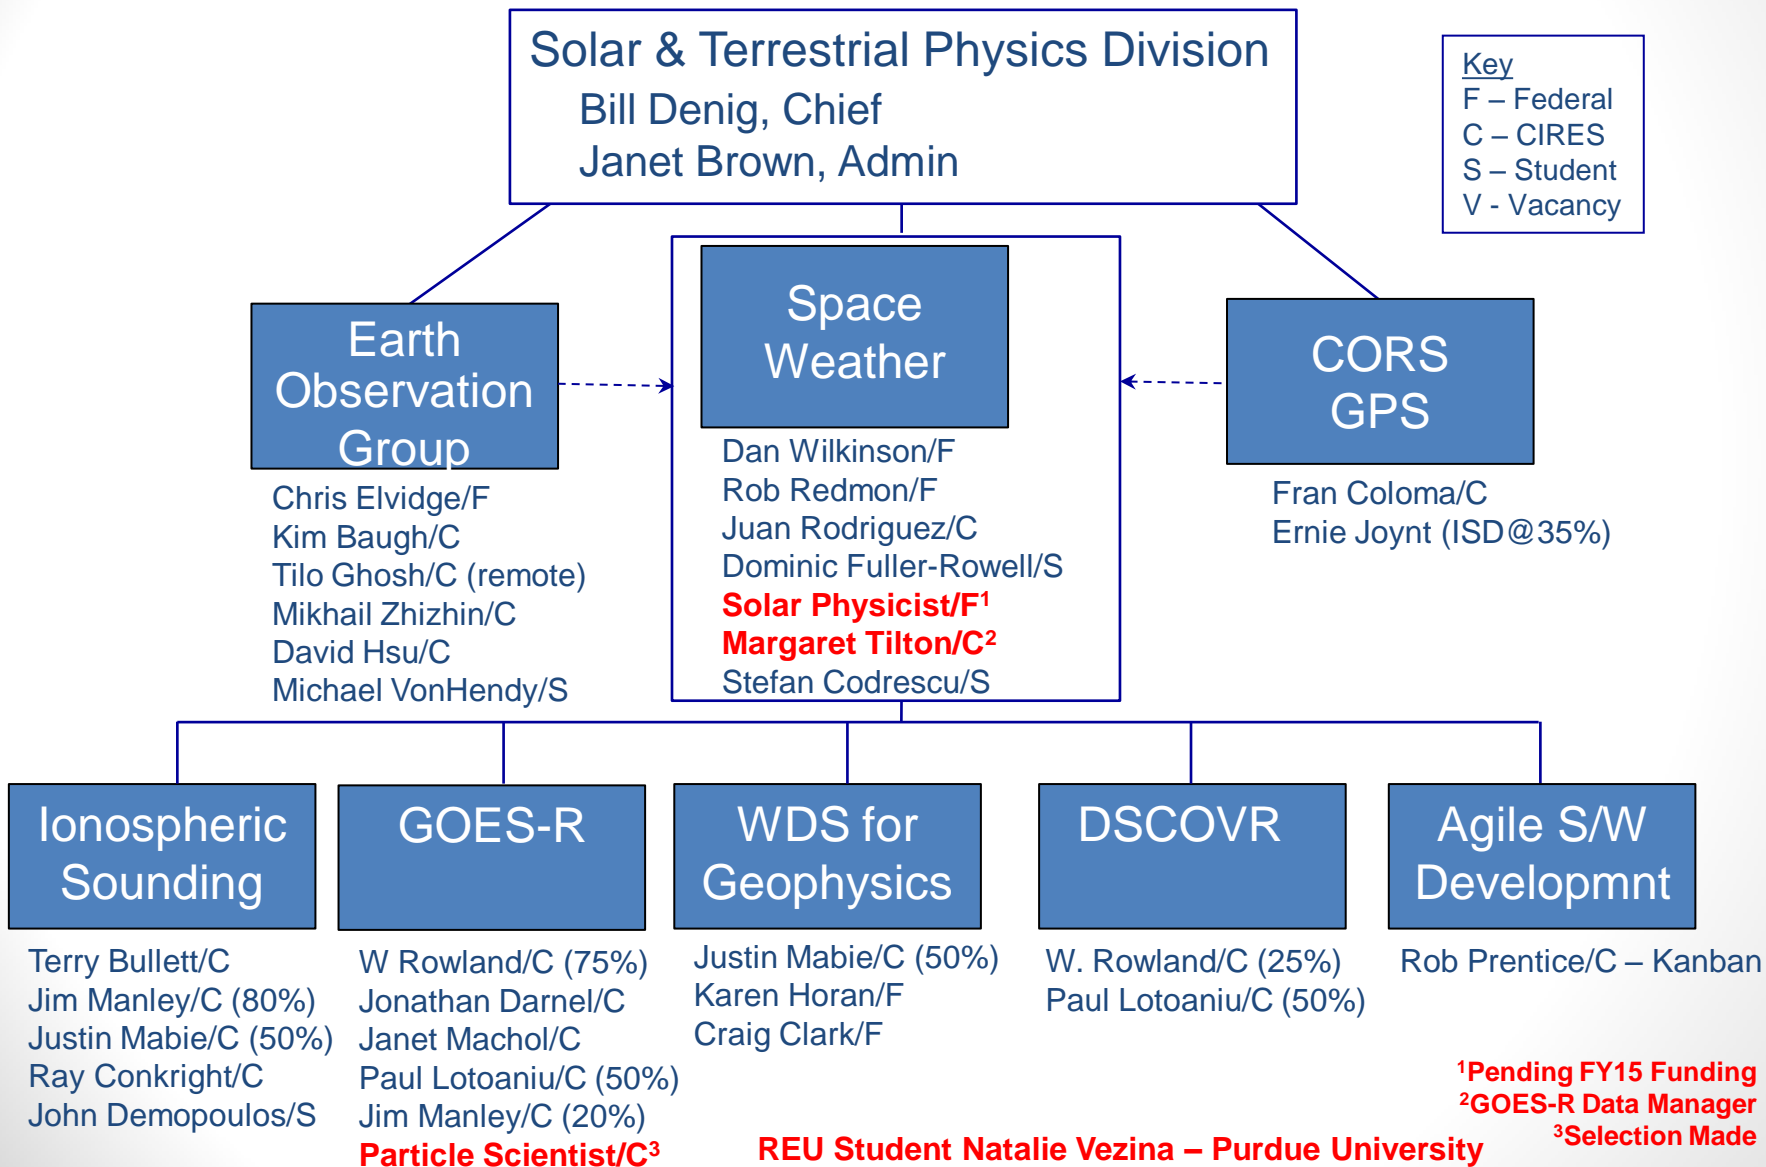 Solar & Terrestrial Physics Division
Bill Denig, Chief
Janet Brown, Admin
Key
F – Federal
C – CIRES
S – Student
V - Vacancy
Earth
Observation
Group
Chris Elvidge/F
Kim Baugh/C
Tilo Ghosh/C (remote)
Mikhail Zhizhin/C
David Hsu/C
Michael VonHendy/S
Space
Weather
Dan Wilkinson/F
Rob Redmon/F
Juan Rodriguez/C
Dominic Fuller-Rowell/S
Solar Physicist/F¹
Margaret Tilton/C²
Stefan Codrescu/S
CORS
GPS
Fran Coloma/C
Ernie Joynt (ISD@35%)
Ionospheric
Sounding
Terry Bullett/C
Jim Manley/C (80%)
Justin Mabie/C (50%)
Ray Conkright/C
John Demopoulos/S
GOES-R
W Rowland/C (75%)
Jonathan Darnel/C
Janet Machol/C
Paul Lotoaniu/C (50%)
Jim Manley/C (20%)
Particle Scientist/C³
WDS for
Geophysics
Justin Mabie/C (50%)
Karen Horan/F
Craig Clark/F
DSCOVR
W. Rowland/C (25%)
Paul Lotoaniu/C (50%)
Agile S/W
Developmnt
Rob Prentice/C – Kanban
¹Pending FY15 Funding
²GOES-R Data Manager
³Selection Made
REU Student Natalie Vezina – Purdue University